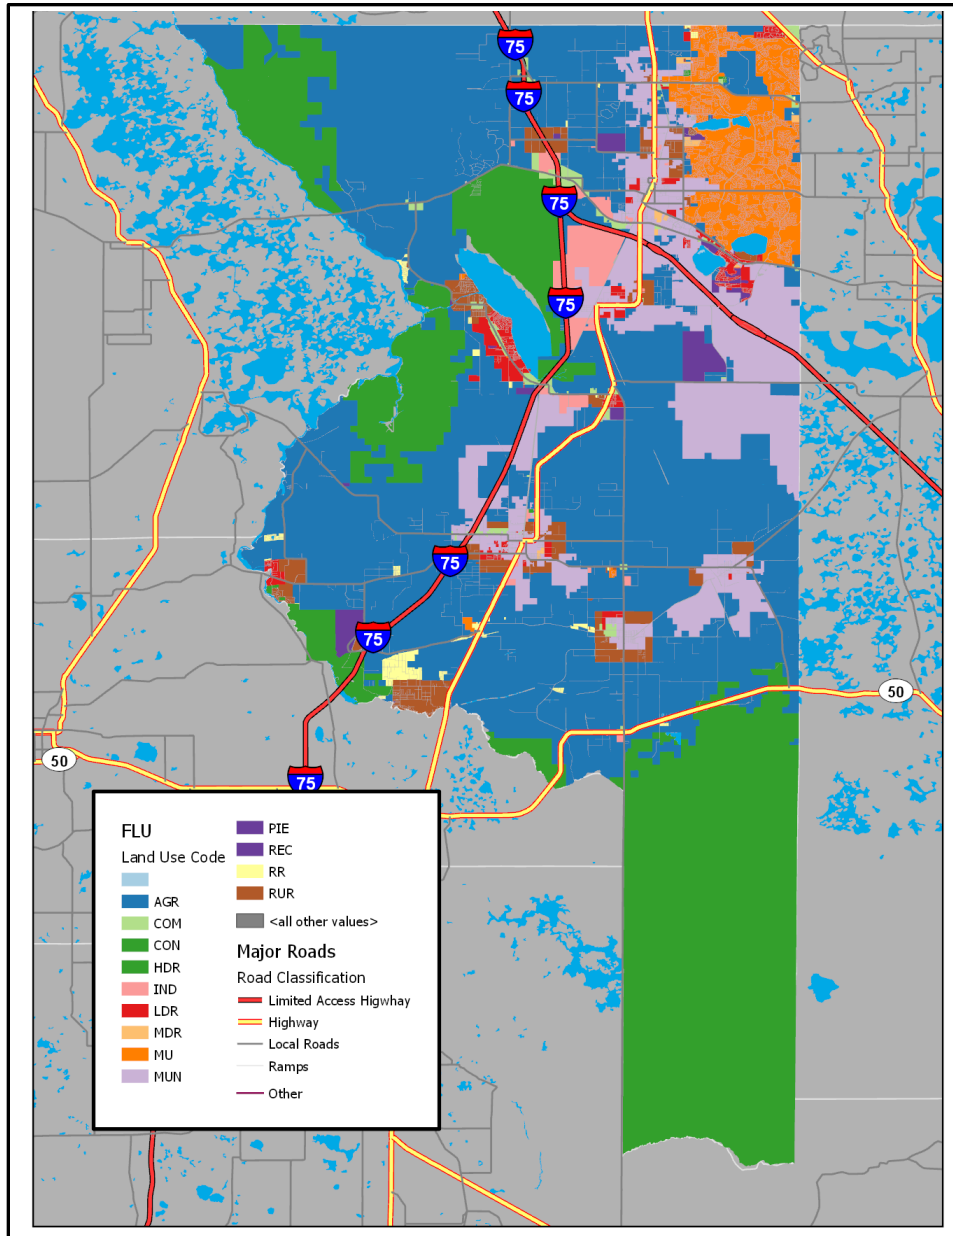 75
75
75
75
75
75
50
50
75
FLU
Land Use Code
AGR
COM
CON
HDR
IND
LDR
MDR
MU
MUN
PIE
REC
RR
RUR
<all other values>
Major Roads
Road Classification
Limited Access Higwhay
Highway
Local Roads
Ramps
Other